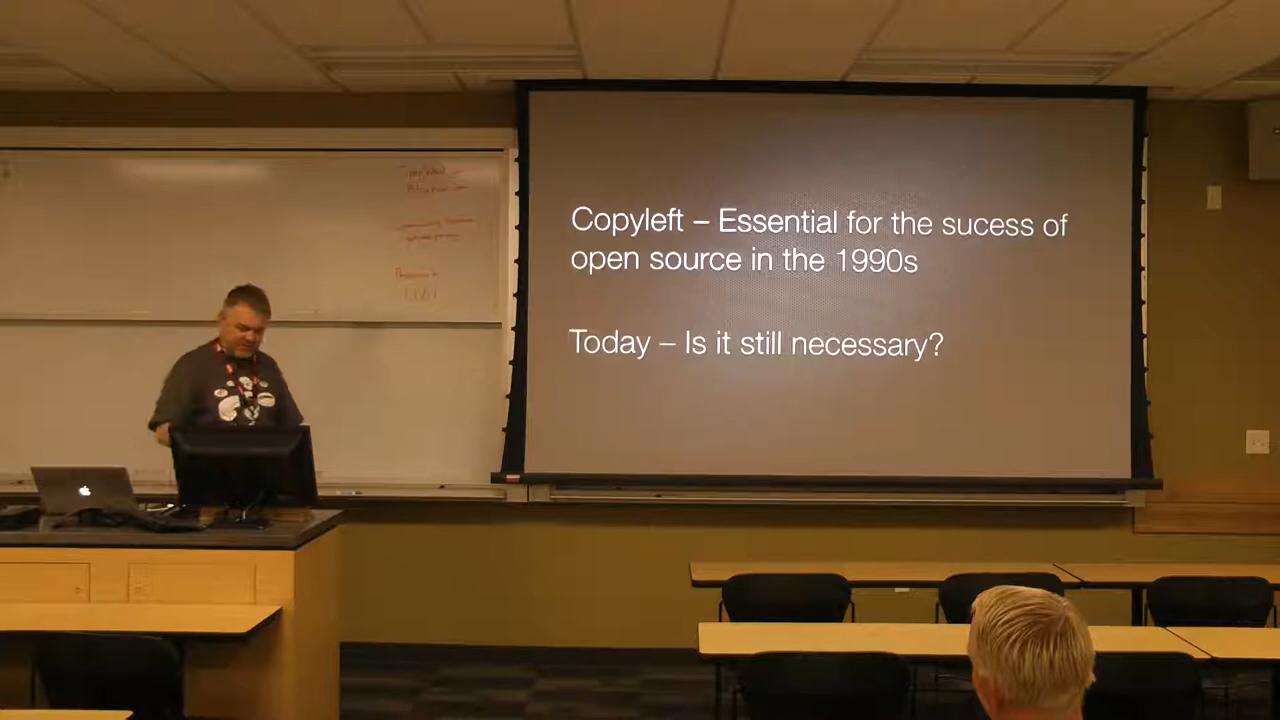 Copyleft – Essential for the sucess of
open source in the 1990s
Today – Is it still necessary?